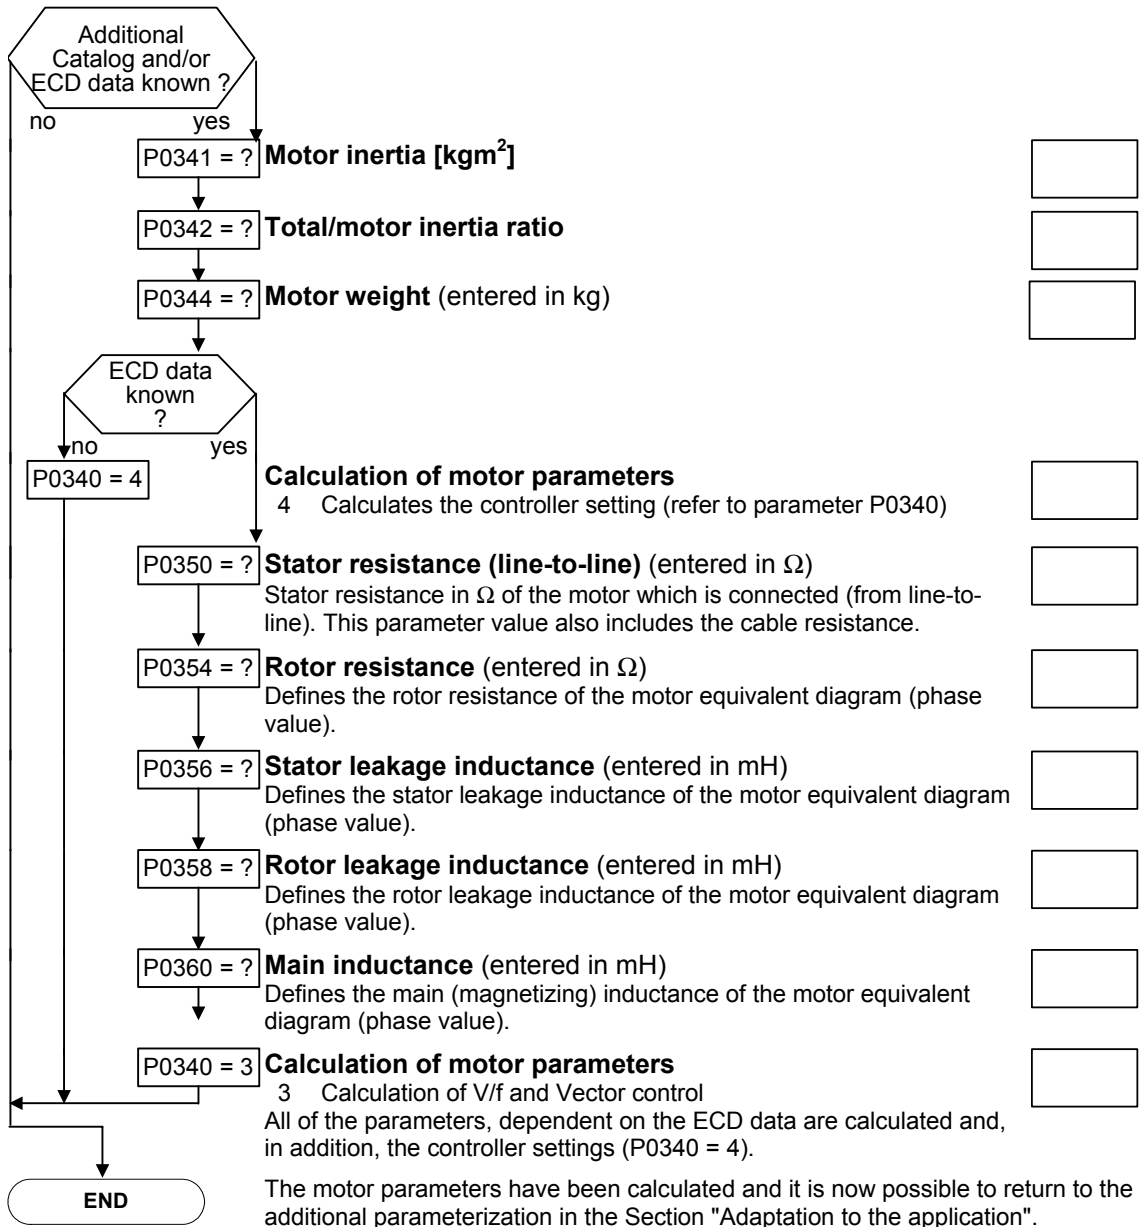 Additional
Catalog and/or
ECD data known ?
no
yes
P0341 = ?
Motor inertia [kgm²]
P0342 = ?
Total/motor inertia ratio
P0344 = ?
Motor weight (entered in kg)
ECD data
known
?
no
yes
P0340 = 4
Calculation of motor parameters
4 Calculates the controller setting (refer to parameter P0340)
P0350 = ?
Stator resistance (line-to-line) (entered in Ω)
Stator resistance in Ω of the motor which is connected (from line-to-
line). This parameter value also includes the cable resistance.
P0354 = ?
Rotor resistance (entered in Ω)
Defines the rotor resistance of the motor equivalent diagram (phase
value).
P0356 = ?
Stator leakage inductance (entered in mH)
Defines the stator leakage inductance of the motor equivalent diagram
(phase value).
P0358 = ?
Rotor leakage inductance (entered in mH)
Defines the rotor leakage inductance of the motor equivalent diagram
(phase value).
P0360 = ?
Main inductance (entered in mH)
Defines the main (magnetizing) inductance of the motor equivalent
diagram (phase value).
P0340 = 3
Calculation of motor parameters
3 Calculation of V/f and Vector control
All of the parameters, dependent on the ECD data are calculated and,
in addition, the controller settings (P0340 = 4).
END
The motor parameters have been calculated and it is now possible to return to the
additional parameterization in the Section "Adaptation to the application".